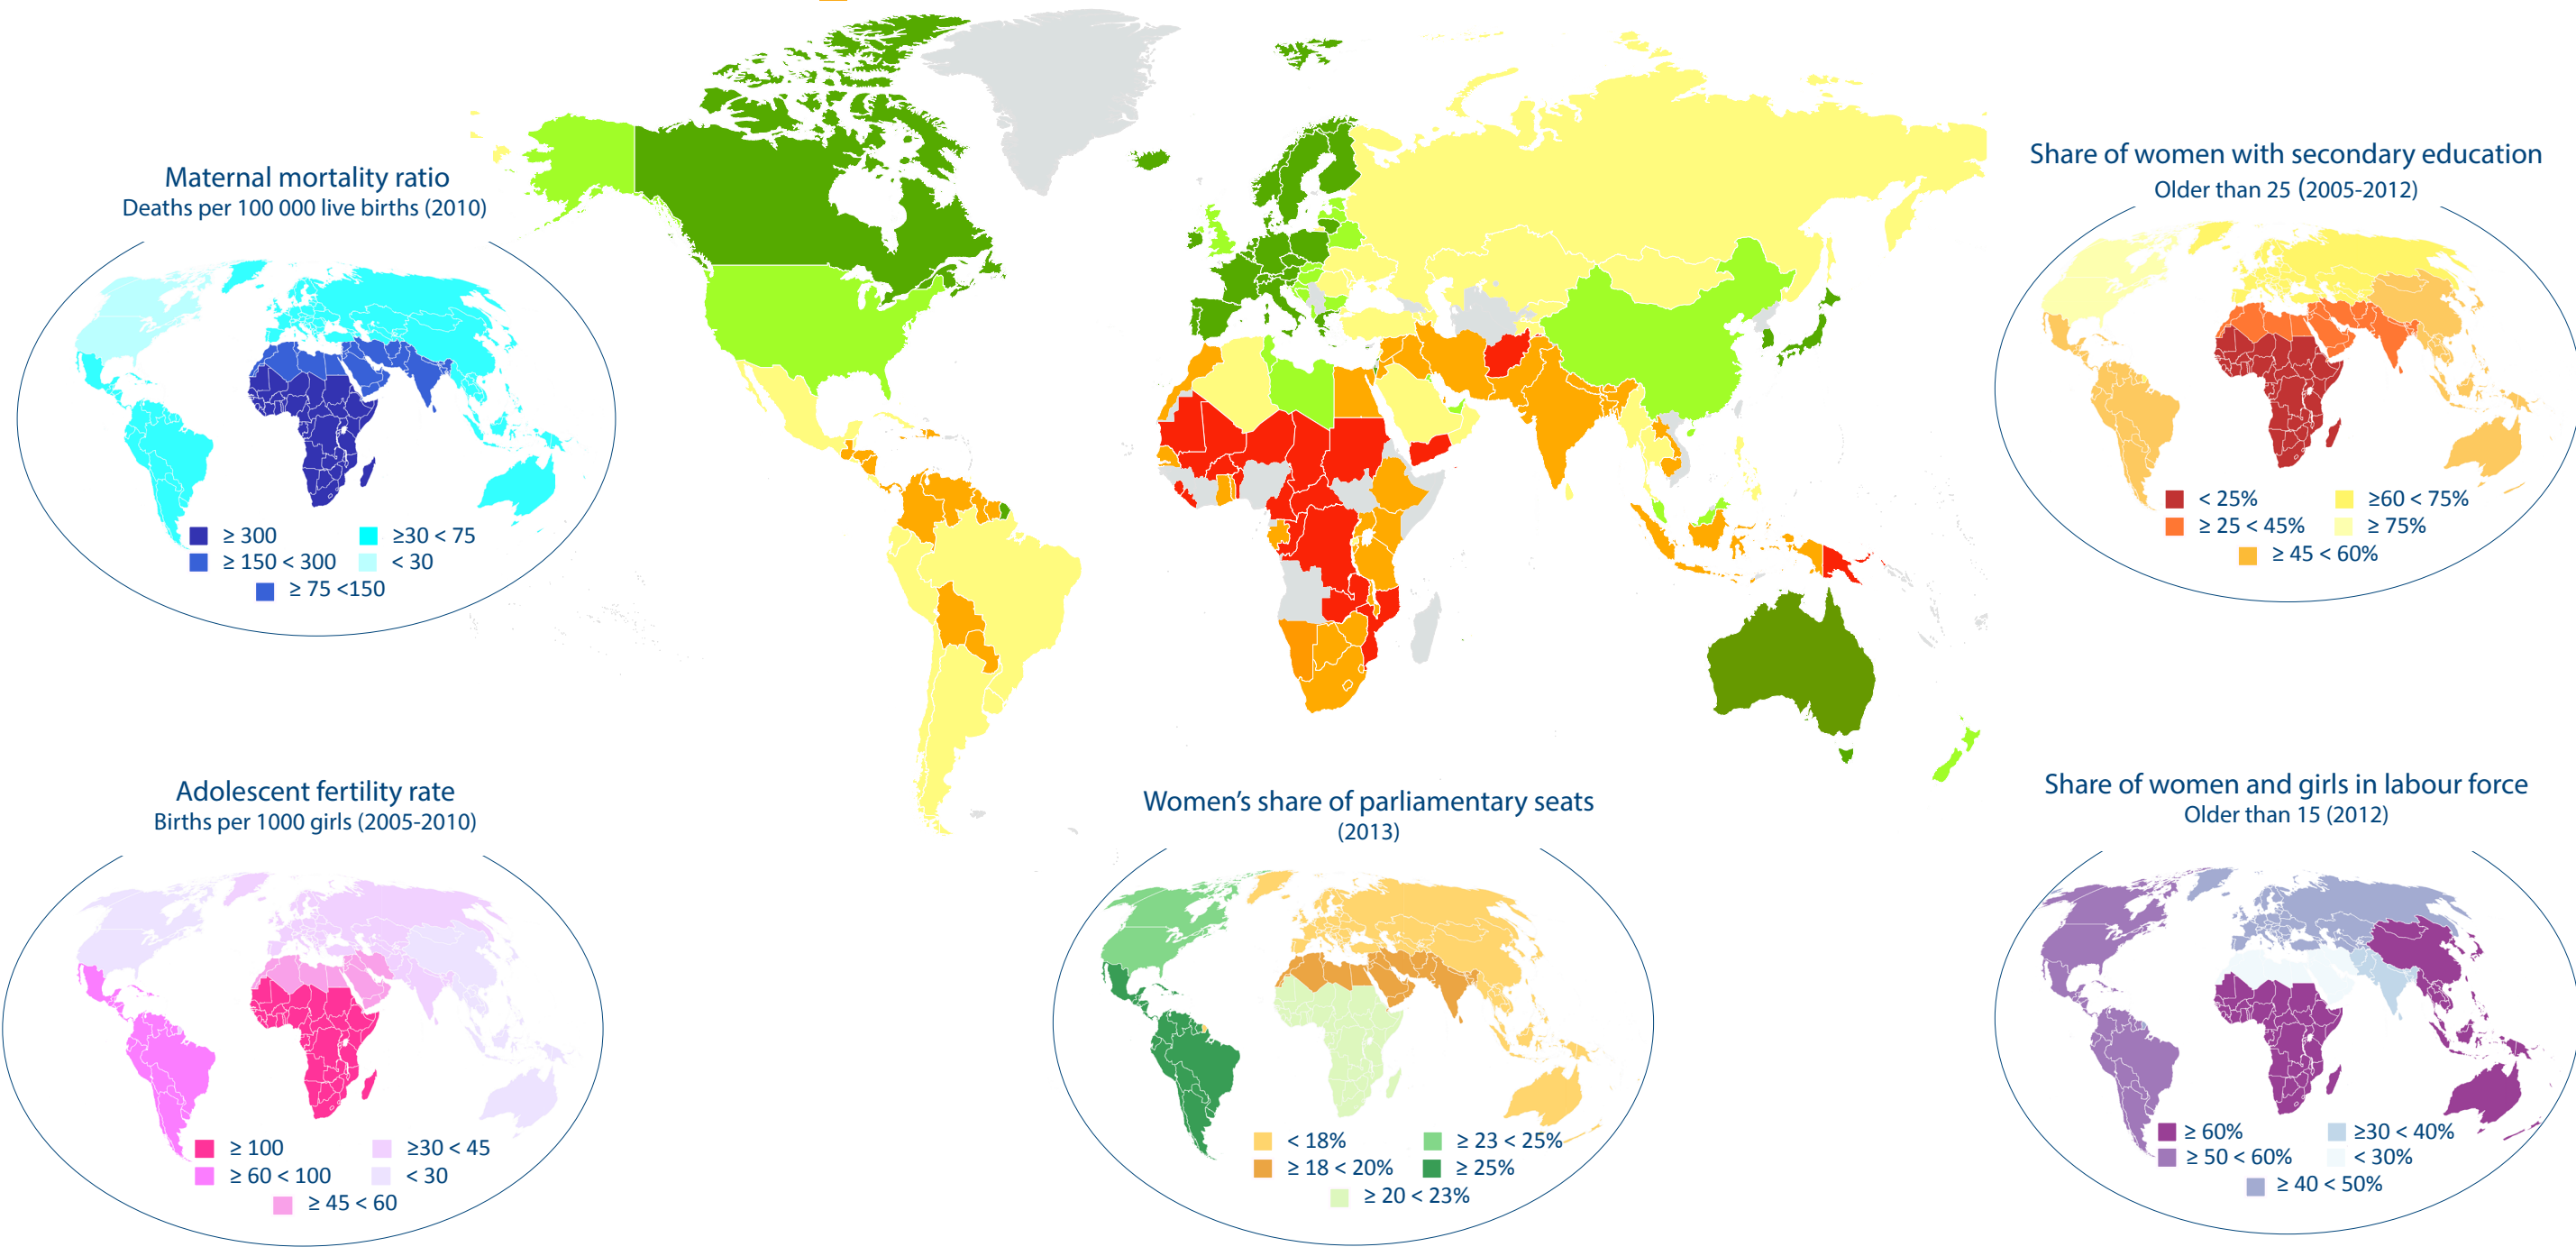 Maternal mortality ratio
Deaths per 100 000 live births (2010)
≥ 300
≥30 < 75
≥ 150 < 300
< 30
≥ 75 <150
Share of women with secondary education
Older than 25 (2005-2012)
< 25%
≥60 < 75%
≥ 25 < 45%
≥ 75%
≥ 45 < 60%
Adolescent fertility rate
Births per 1000 girls (2005-2010)
≥ 100
≥30 < 45
≥ 60 < 100
< 30
≥ 45 < 60
Women’s share of parliamentary seats
(2013)
< 18%
≥ 23 < 25%
≥ 18 < 20%
≥ 25%
≥ 20 < 23%
Share of women and girls in labour force
Older than 15 (2012)
≥ 60%
≥30 < 40%
≥ 50 < 60%
< 30%
≥ 40 < 50%